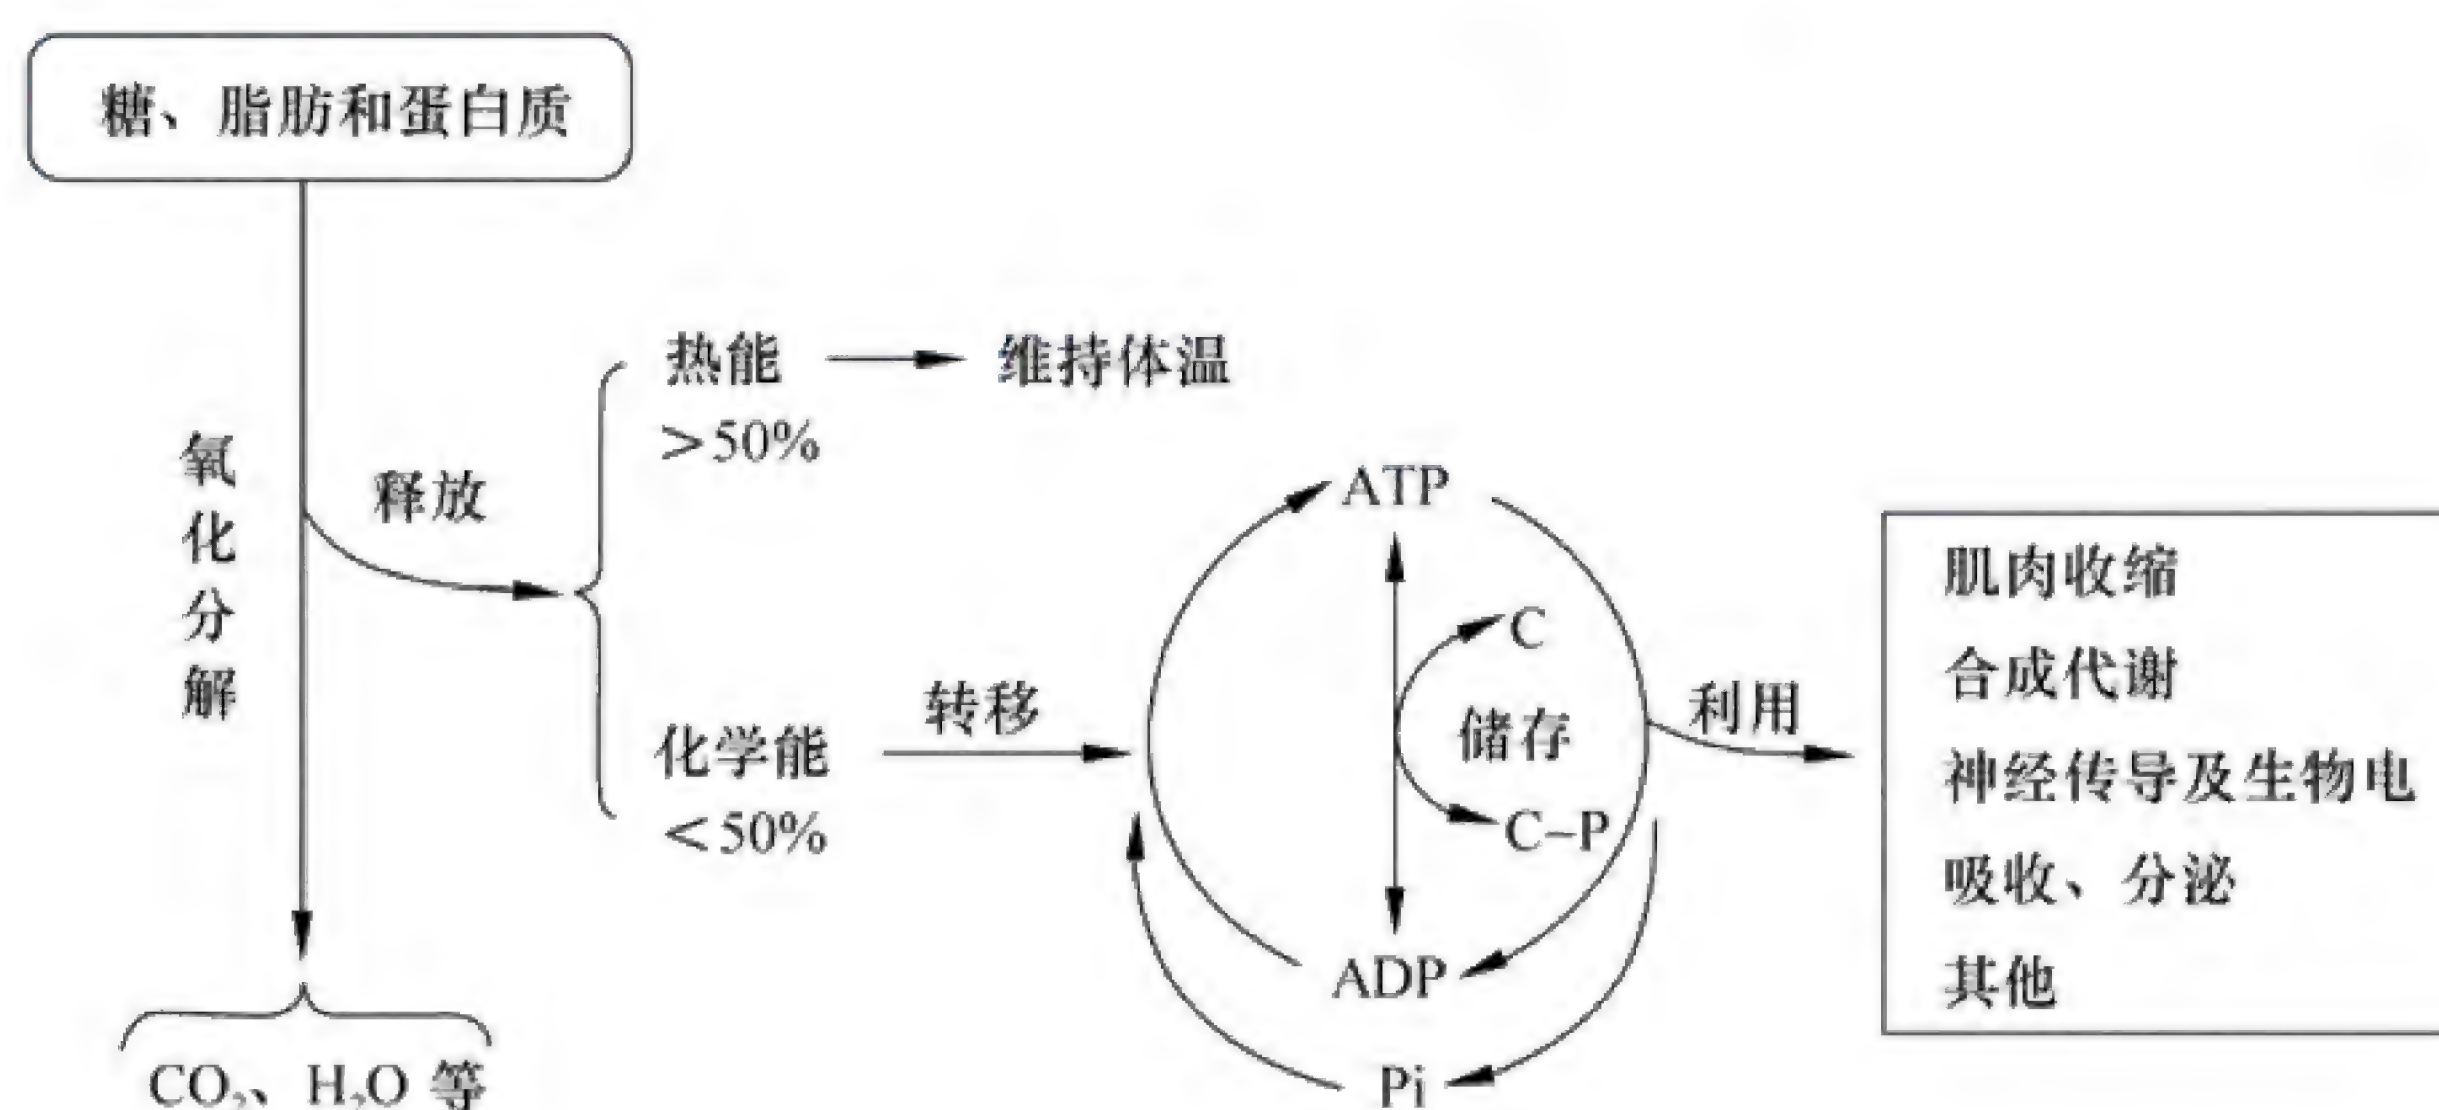 糖、脂肪和蛋白质
氧化分解
释放
热能
>50%
维持体温
化学能
<50%
转移
ATP
C
储存
C–P
ADP
Pi
利用
肌肉收缩
合成代谢
神经传导及生物电
吸收、分泌
其他
CO₂、H₂O 等